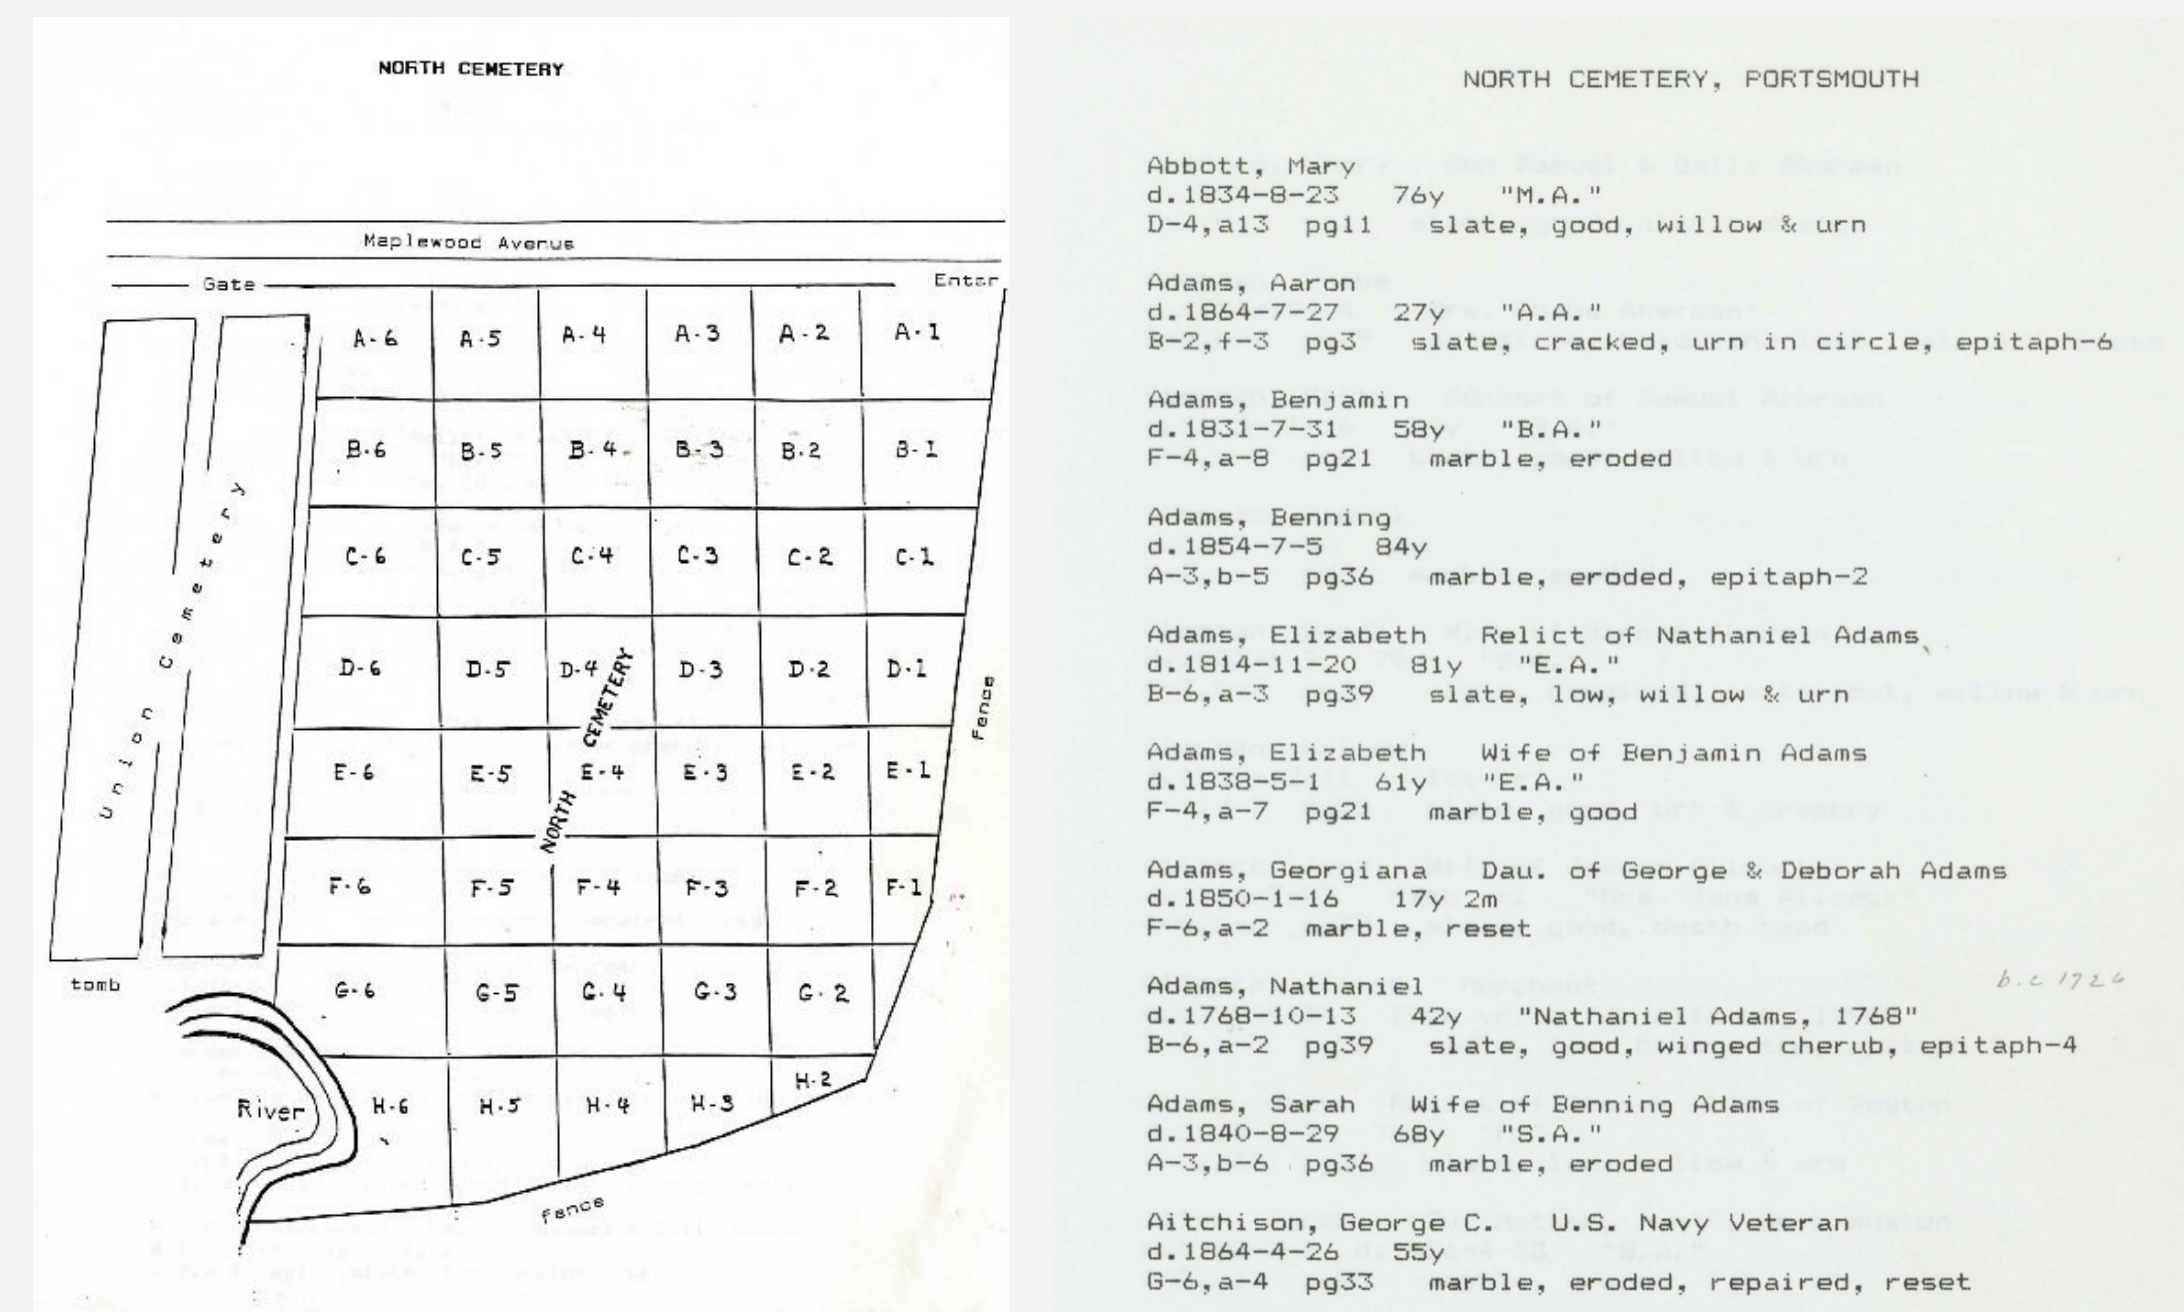 NORTH CEMETERY
Maplewood Avenue
Gate
Enter
A-6 A-5 A-4 A-3 A-2 A-1
B-6 B-5 B-4 B-3 B-2 B-1
C-6 C-5 C-4 C-3 C-2 C-1
D-6 D-5 D-4 D-3 D-2 D-1
E-6 E-5 E-4 E-3 E-2 E-1
F-6 F-5 F-4 F-3 F-2 F-1
G-6 G-5 G-4 G-3 G-2
H-6 H-5 H-4 H-3 H-2
Union Cemetery
NORTH CEMETERY
Fence
tomb
River
Fence
NORTH CEMETERY, PORTSMOUTH
Abbott, Mary
d.1834-8-23 76y "M.A."
D-4,a13 pg11 slate, good, willow & urn
Adams, Aaron
d.1864-7-27 27y "A.A."
B-2,f-3 pg3 slate, cracked, urn in circle, epitaph-6
Adams, Benjamin
d.1831-7-31 58y "B.A."
F-4,a-8 pg21 marble, eroded
Adams, Benning
d.1854-7-5 84y
A-3,b-5 pg36 marble, eroded, epitaph-2
Adams, Elizabeth Relict of Nathaniel Adams
d.1814-11-20 81y "E.A."
B-6,a-3 pg39 slate, low, willow & urn
Adams, Elizabeth Wife of Benjamin Adams
d.1838-5-1 61y "E.A."
F-4,a-7 pg21 marble, good
Adams, Georgiana Dau. of George & Deborah Adams
d.1850-1-16 17y 2m
F-6,a-2 marble, reset
b.c 1726
Adams, Nathaniel
d.1768-10-13 42y "Nathaniel Adams, 1768"
B-6,a-2 pg39 slate, good, winged cherub, epitaph-4
Adams, Sarah Wife of Benning Adams
d.1840-8-29 68y "S.A."
A-3,b-6 pg36 marble, eroded
Aitchison, George C. U.S. Navy Veteran
d.1864-4-26 55y
G-6,a-4 pg33 marble, eroded, repaired, reset